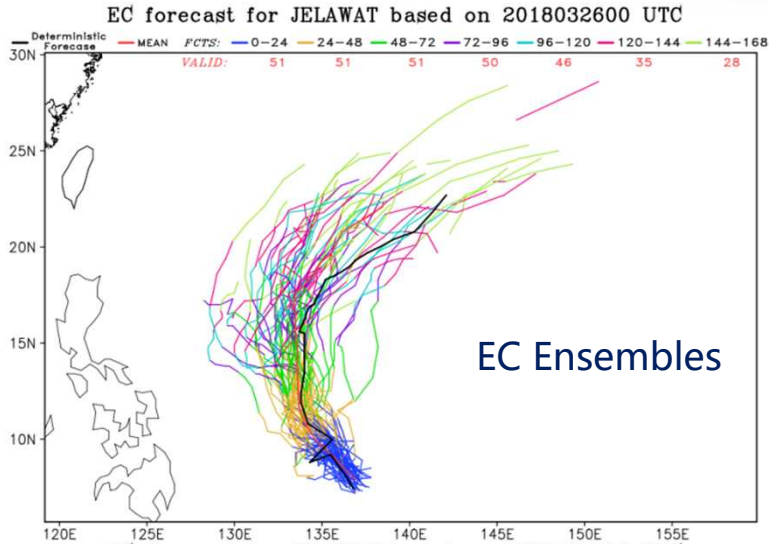 EC forecast for JELAWAT based on 2018032600 UTC
Deterministic Forecase MEAN FCTS: 0-24 24-48 48-72 72-96 96-120 120-144 144-168
VALID: 51 51 51 50 46 35 28
30N
25N
20N
15N
EC Ensembles
10N
120E 125E 130E 135E 140E 145E 150E 155E